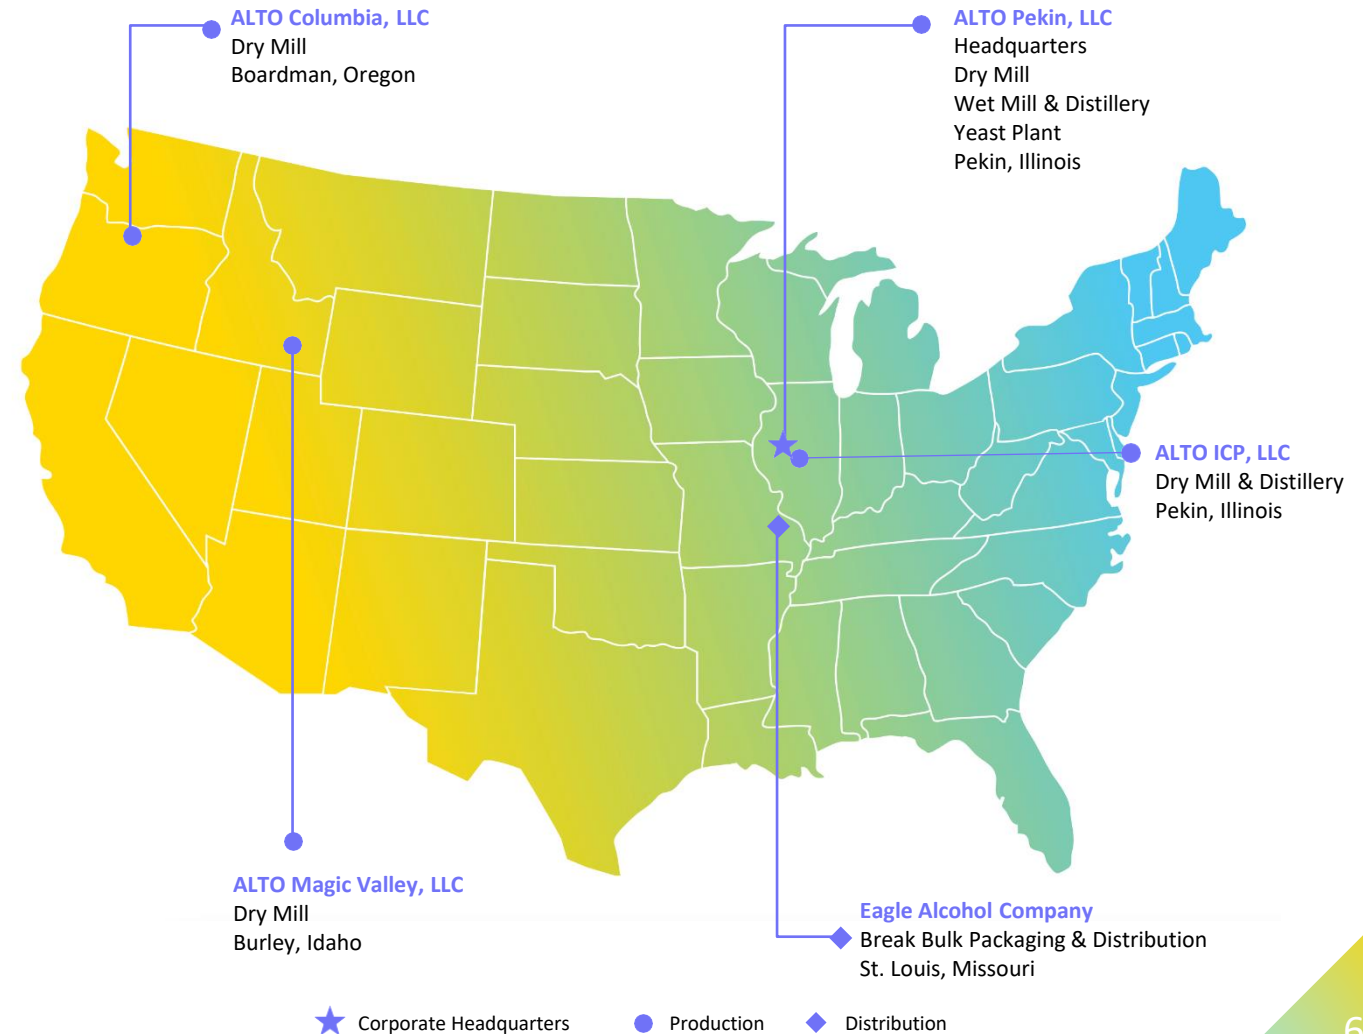 ALTO Columbia, LLC
Dry Mill
Boardman, Oregon
ALTO Pekin, LLC
Headquarters
Dry Mill
Wet Mill & Distillery
Yeast Plant
Pekin, Illinois
ALTO ICP, LLC
Dry Mill & Distillery
Pekin, Illinois
ALTO Magic Valley, LLC
Dry Mill
Burley, Idaho
Eagle Alcohol Company
Break Bulk Packaging & Distribution
St. Louis, Missouri
Corporate Headquarters
Production
Distribution
6